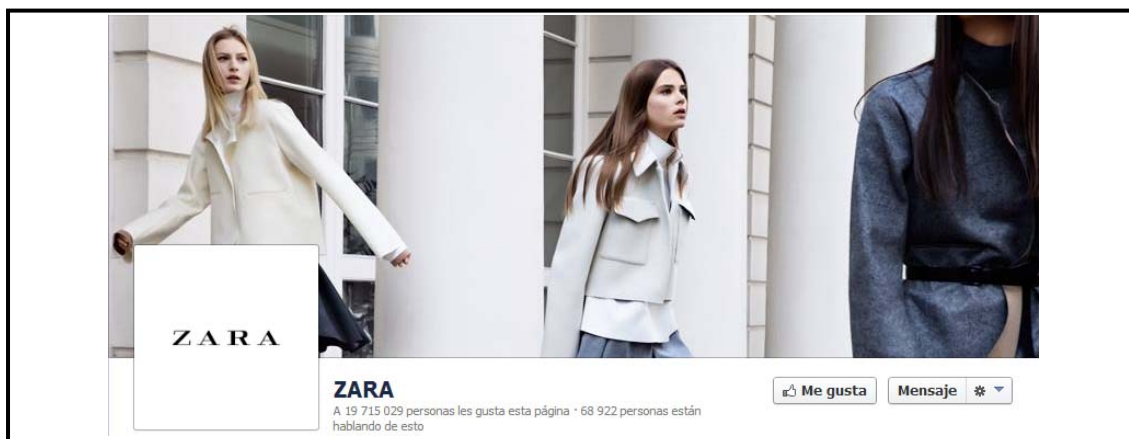 ZARA
ZARA
A 19 715 029 personas les gusta esta página · 68 922 personas están
hablando de esto
Me gusta
Mensaje